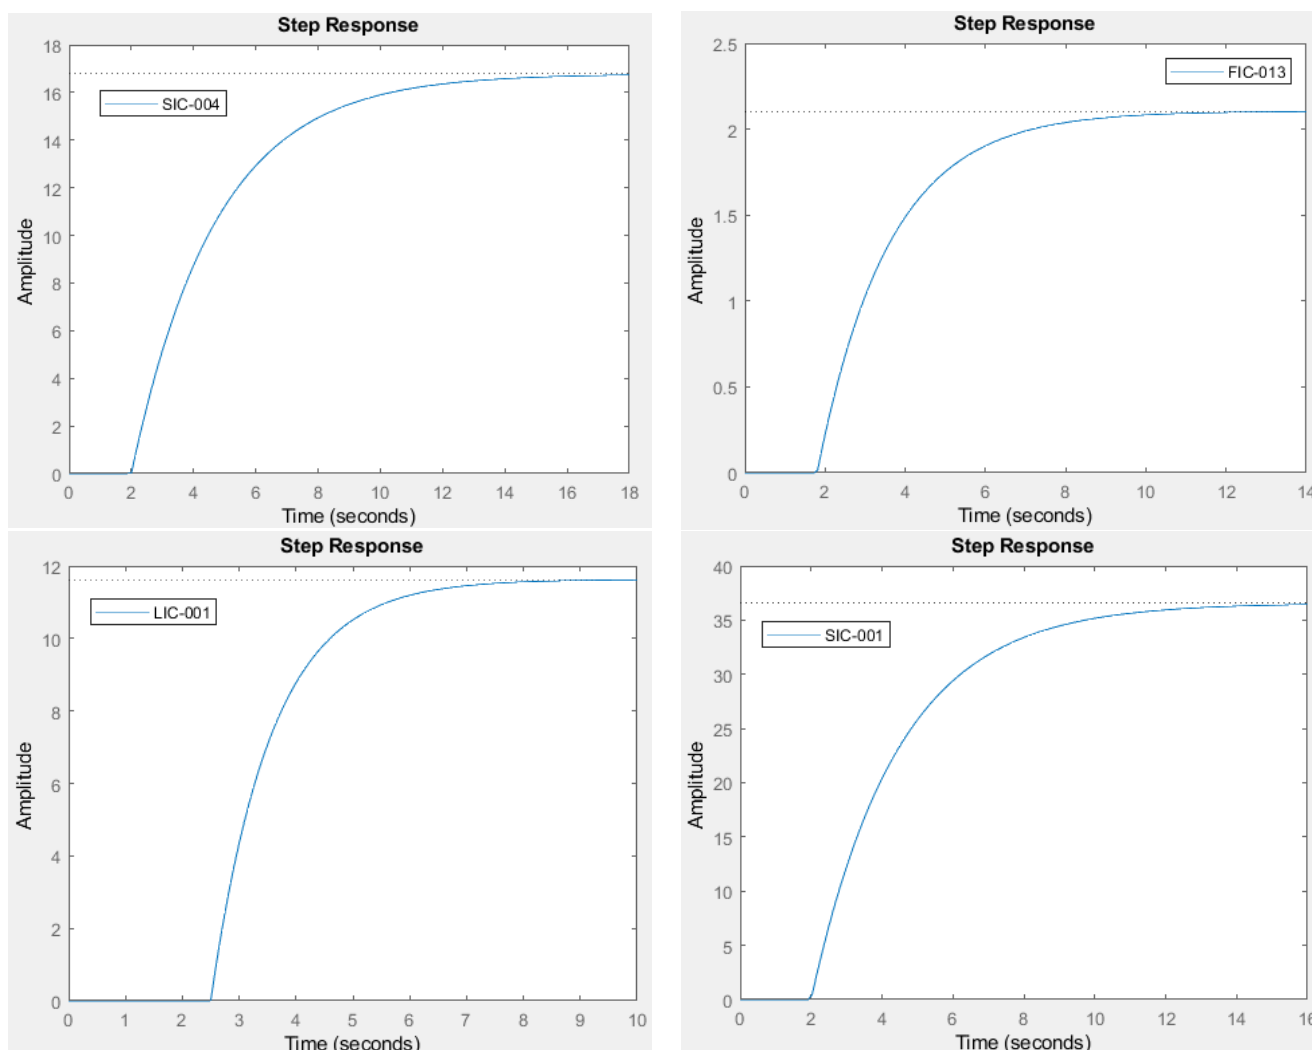 Step Response
18
16
14
12
10
8
6
4
2
0
Amplitude
SIC-004
0 2 4 6 8 10 12 14 16 18
Time (seconds)
Step Response
2.5
2
1.5
1
0.5
0
Amplitude
FIC-013
0 2 4 6 8 10 12 14
Time (seconds)
Step Response
12
10
8
6
4
2
0
Amplitude
LIC-001
0 1 2 3 4 5 6 7 8 9 10
Time (seconds)
Step Response
40
35
30
25
20
15
10
5
0
Amplitude
SIC-001
0 2 4 6 8 10 12 14 16
Time (seconds)